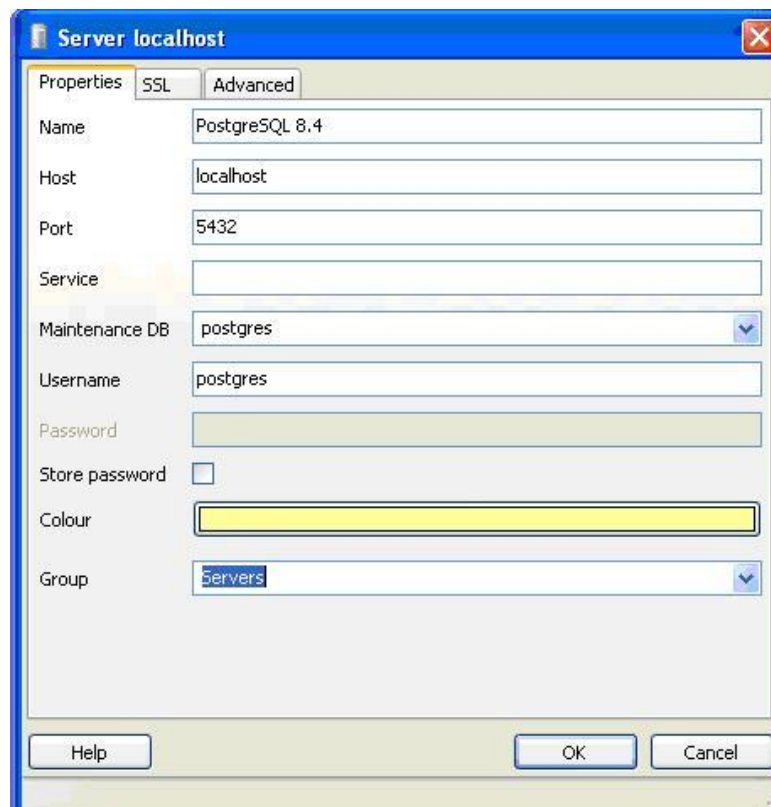 Server localhost
Properties SSL Advanced
Name PostgreSQL 8.4
Host localhost
Port 5432
Service
Maintenance DB postgres
Username postgres
Password
Store password
Colour
Group Servers
Help OK Cancel